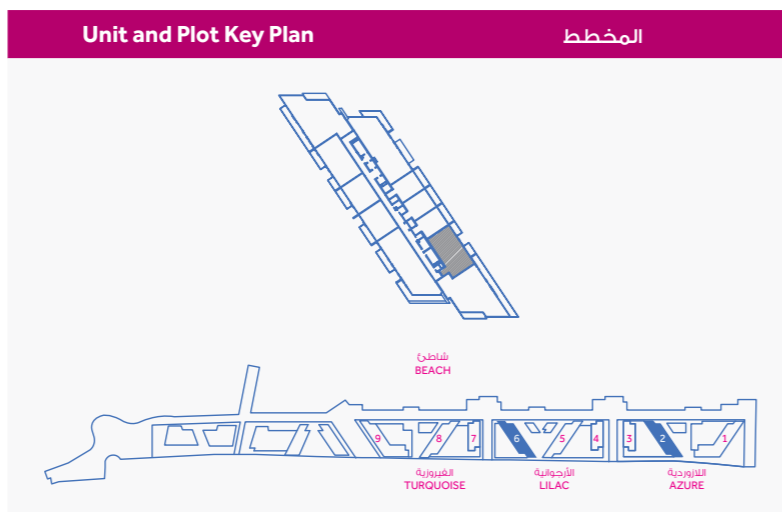 Unit and Plot Key Plan
المخطط
شاطئ
BEACH
9 8 7 6 5 4 3 2 1
الفيروزية
TURQUOISE
الأرجوانية
LILAC
اللازوردية
AZURE